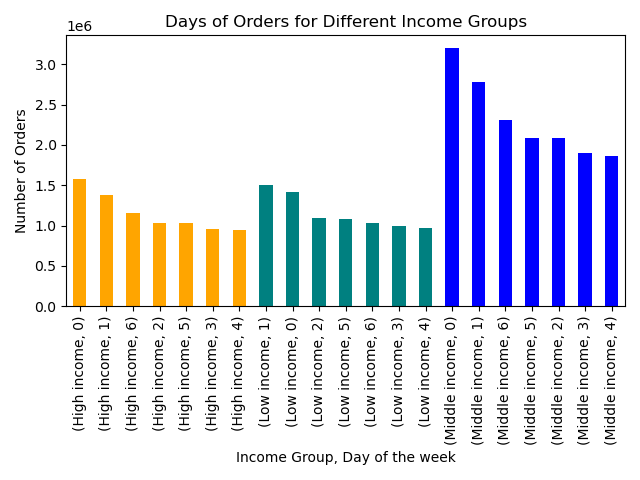 Days of Orders for Different Income Groups
1e6
Number of Orders
3.0
2.5
2.0
1.5
1.0
0.5
0.0
(High income, 0)
(High income, 1)
(High income, 6)
(High income, 2)
(High income, 5)
(High income, 3)
(High income, 4)
(Low income, 1)
(Low income, 0)
(Low income, 2)
(Low income, 5)
(Low income, 6)
(Low income, 3)
(Low income, 4)
(Middle income, 0)
(Middle income, 1)
(Middle income, 6)
(Middle income, 5)
(Middle income, 2)
(Middle income, 3)
(Middle income, 4)
Income Group, Day of the week